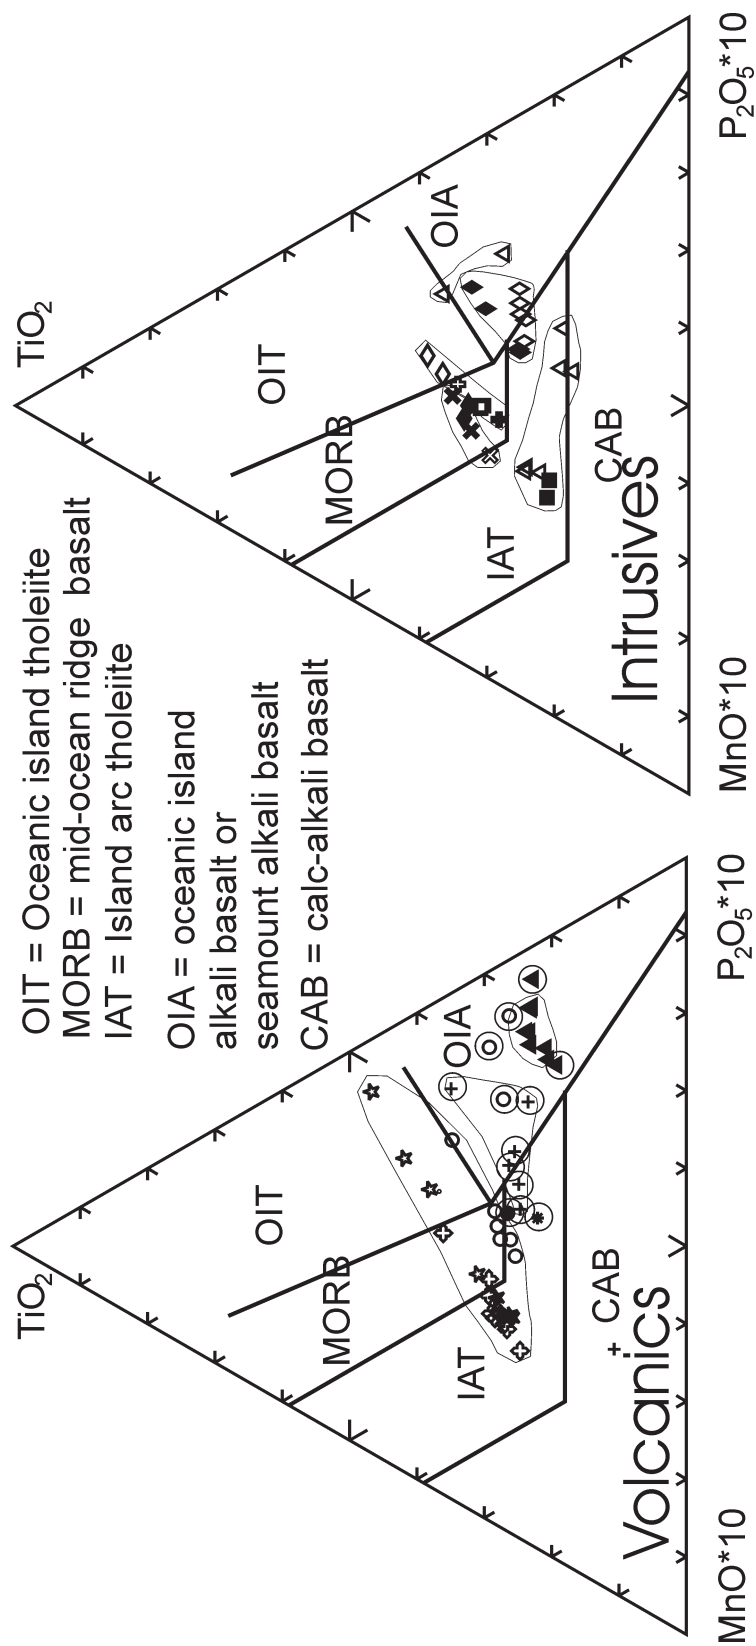 TiO2
OIT
MORB
OIA
IAT
CAB
+
Volcanics
MnO*10
P2O5*10
OIT = Oceanic island tholeiite
MORB = mid-ocean ridge basalt
IAT = Island arc tholeiite
OIA = oceanic island
alkali basalt or
seamount alkali basalt
CAB = calc-alkali basalt
TiO2
OIT
MORB
OIA
IAT
CAB
Intrusives
MnO*10
P2O5*10